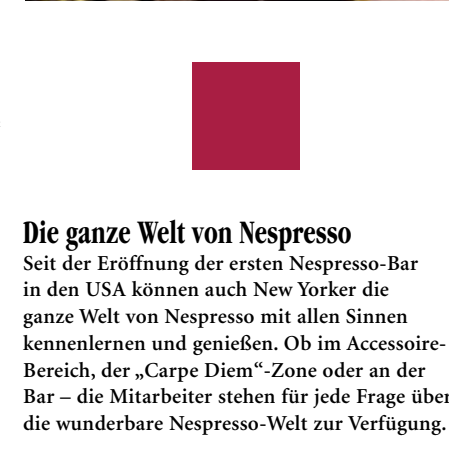 Die ganze Welt von Nespresso
Seit der Eröffnung der ersten Nespresso-Bar
in den USA können auch New Yorker die
ganze Welt von Nespresso mit allen Sinnen
kennenlernen und genießen. Ob im Accessoire-
Bereich, der „Carpe Diem“-Zone oder an der
Bar – die Mitarbeiter stehen für jede Frage über
die wunderbare Nespresso-Welt zur Verfügung.